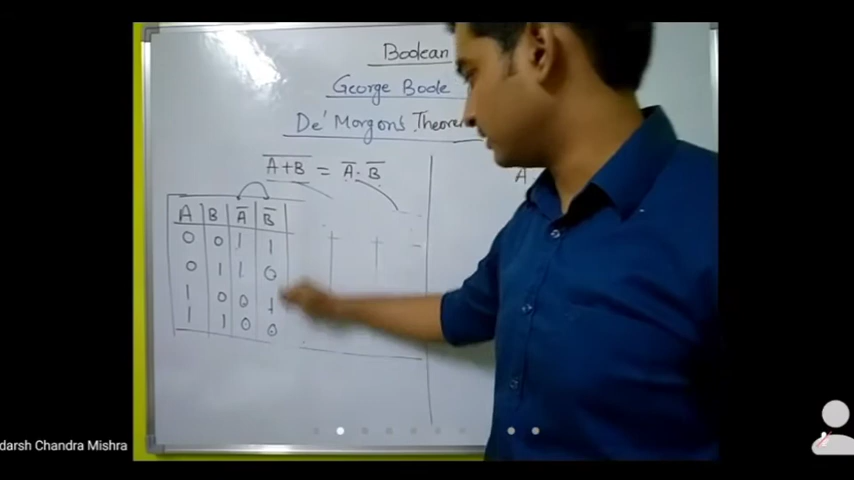 Boolean
George Boole
De' Morgan's Theorem
A̅+̅B̅ = A̅ . B̅
A
A B A̅ B̅
0 0 1 1
0 1 1 0
1 0 0 1
1 1 0 0
darsh Chandra Mishra